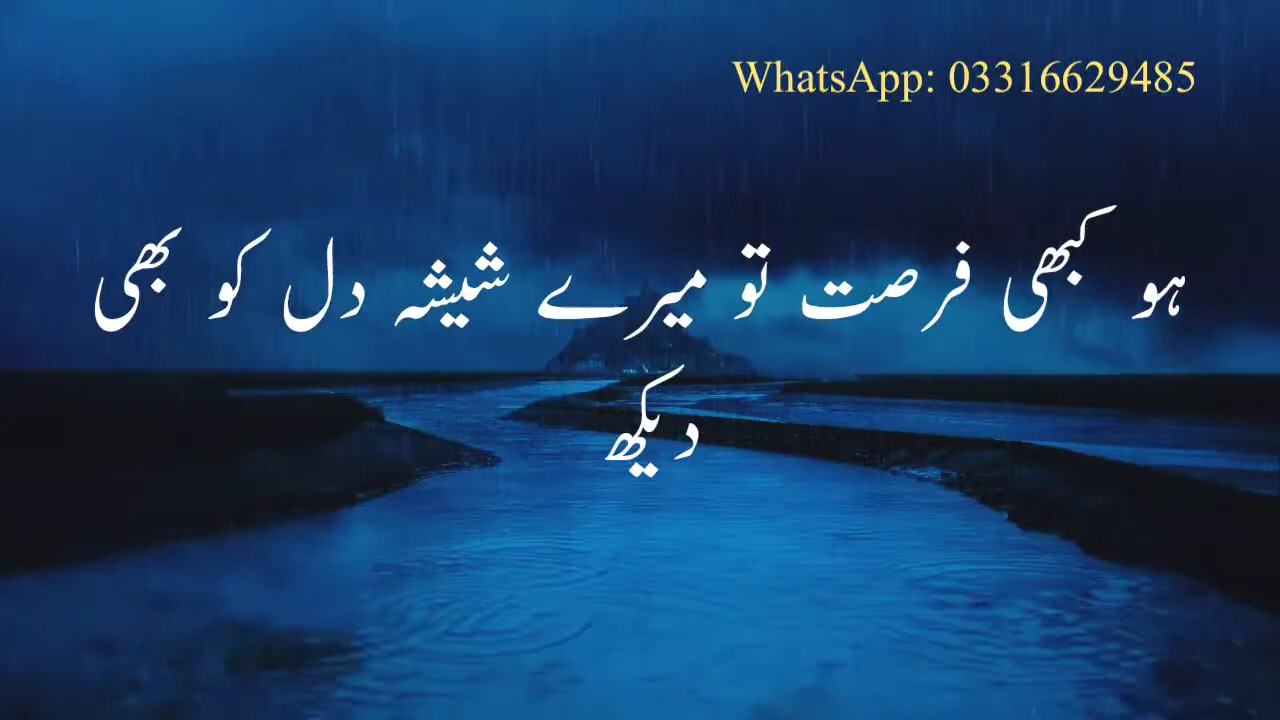 WhatsApp: 03316629485
ہو کبھی فرصت تو میرے شیشہ دل کو بھی
دیکھ